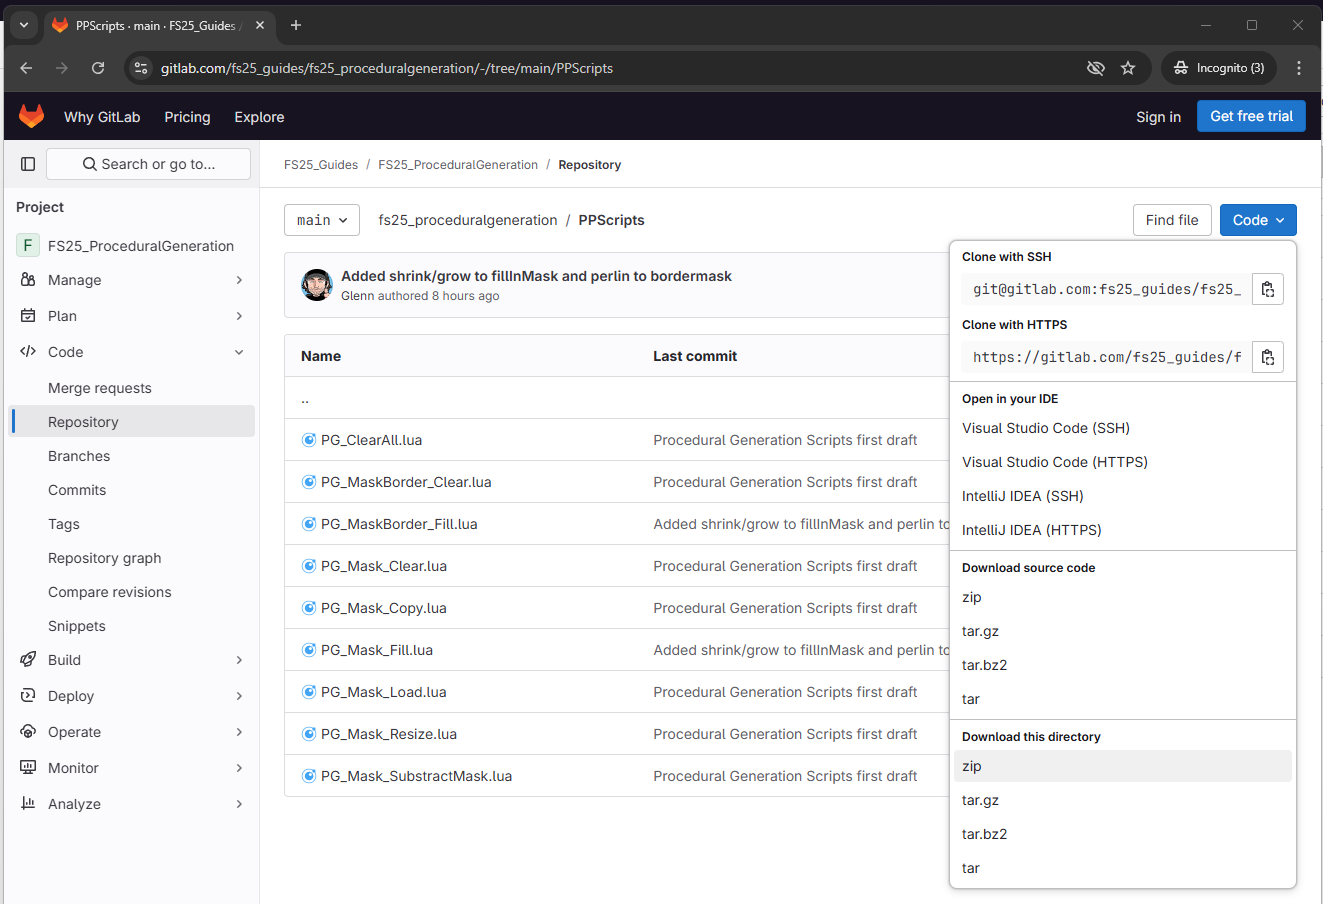 PPScripts · main · FS25_Guides /
gitlab.com/fs25_guides/fs25_proceduralgeneration/-/tree/main/PPScripts
Incognito (3)
Why GitLab
Pricing
Explore
Sign in
Get free trial
Search or go to...
FS25_Guides / FS25_ProceduralGeneration / Repository
Project
F FS25_ProceduralGeneration
Manage
Plan
Code
Merge requests
Repository
Branches
Commits
Tags
Repository graph
Compare revisions
Snippets
Build
Deploy
Operate
Monitor
Analyze
main
fs25_proceduralgeneration / PPScripts
Find file
Code
Added shrink/grow to fillInMask and perlin to bordermask
Glenn authored 8 hours ago
Name Last commit
..
PG_ClearAll.lua Procedural Generation Scripts first draft
PG_MaskBorder_Clear.lua Procedural Generation Scripts first draft
PG_MaskBorder_Fill.lua Added shrink/grow to fillInMask and perlin to
PG_Mask_Clear.lua Procedural Generation Scripts first draft
PG_Mask_Copy.lua Procedural Generation Scripts first draft
PG_Mask_Fill.lua Added shrink/grow to fillInMask and perlin to
PG_Mask_Load.lua Procedural Generation Scripts first draft
PG_Mask_Resize.lua Procedural Generation Scripts first draft
PG_Mask_SubstractMask.lua Procedural Generation Scripts first draft
Clone with SSH
git@gitlab.com:fs25_guides/fs25_
Clone with HTTPS
https://gitlab.com/fs25_guides/f
Open in your IDE
Visual Studio Code (SSH)
Visual Studio Code (HTTPS)
IntelliJ IDEA (SSH)
IntelliJ IDEA (HTTPS)
Download source code
zip
tar.gz
tar.bz2
tar
Download this directory
zip
tar.gz
tar.bz2
tar